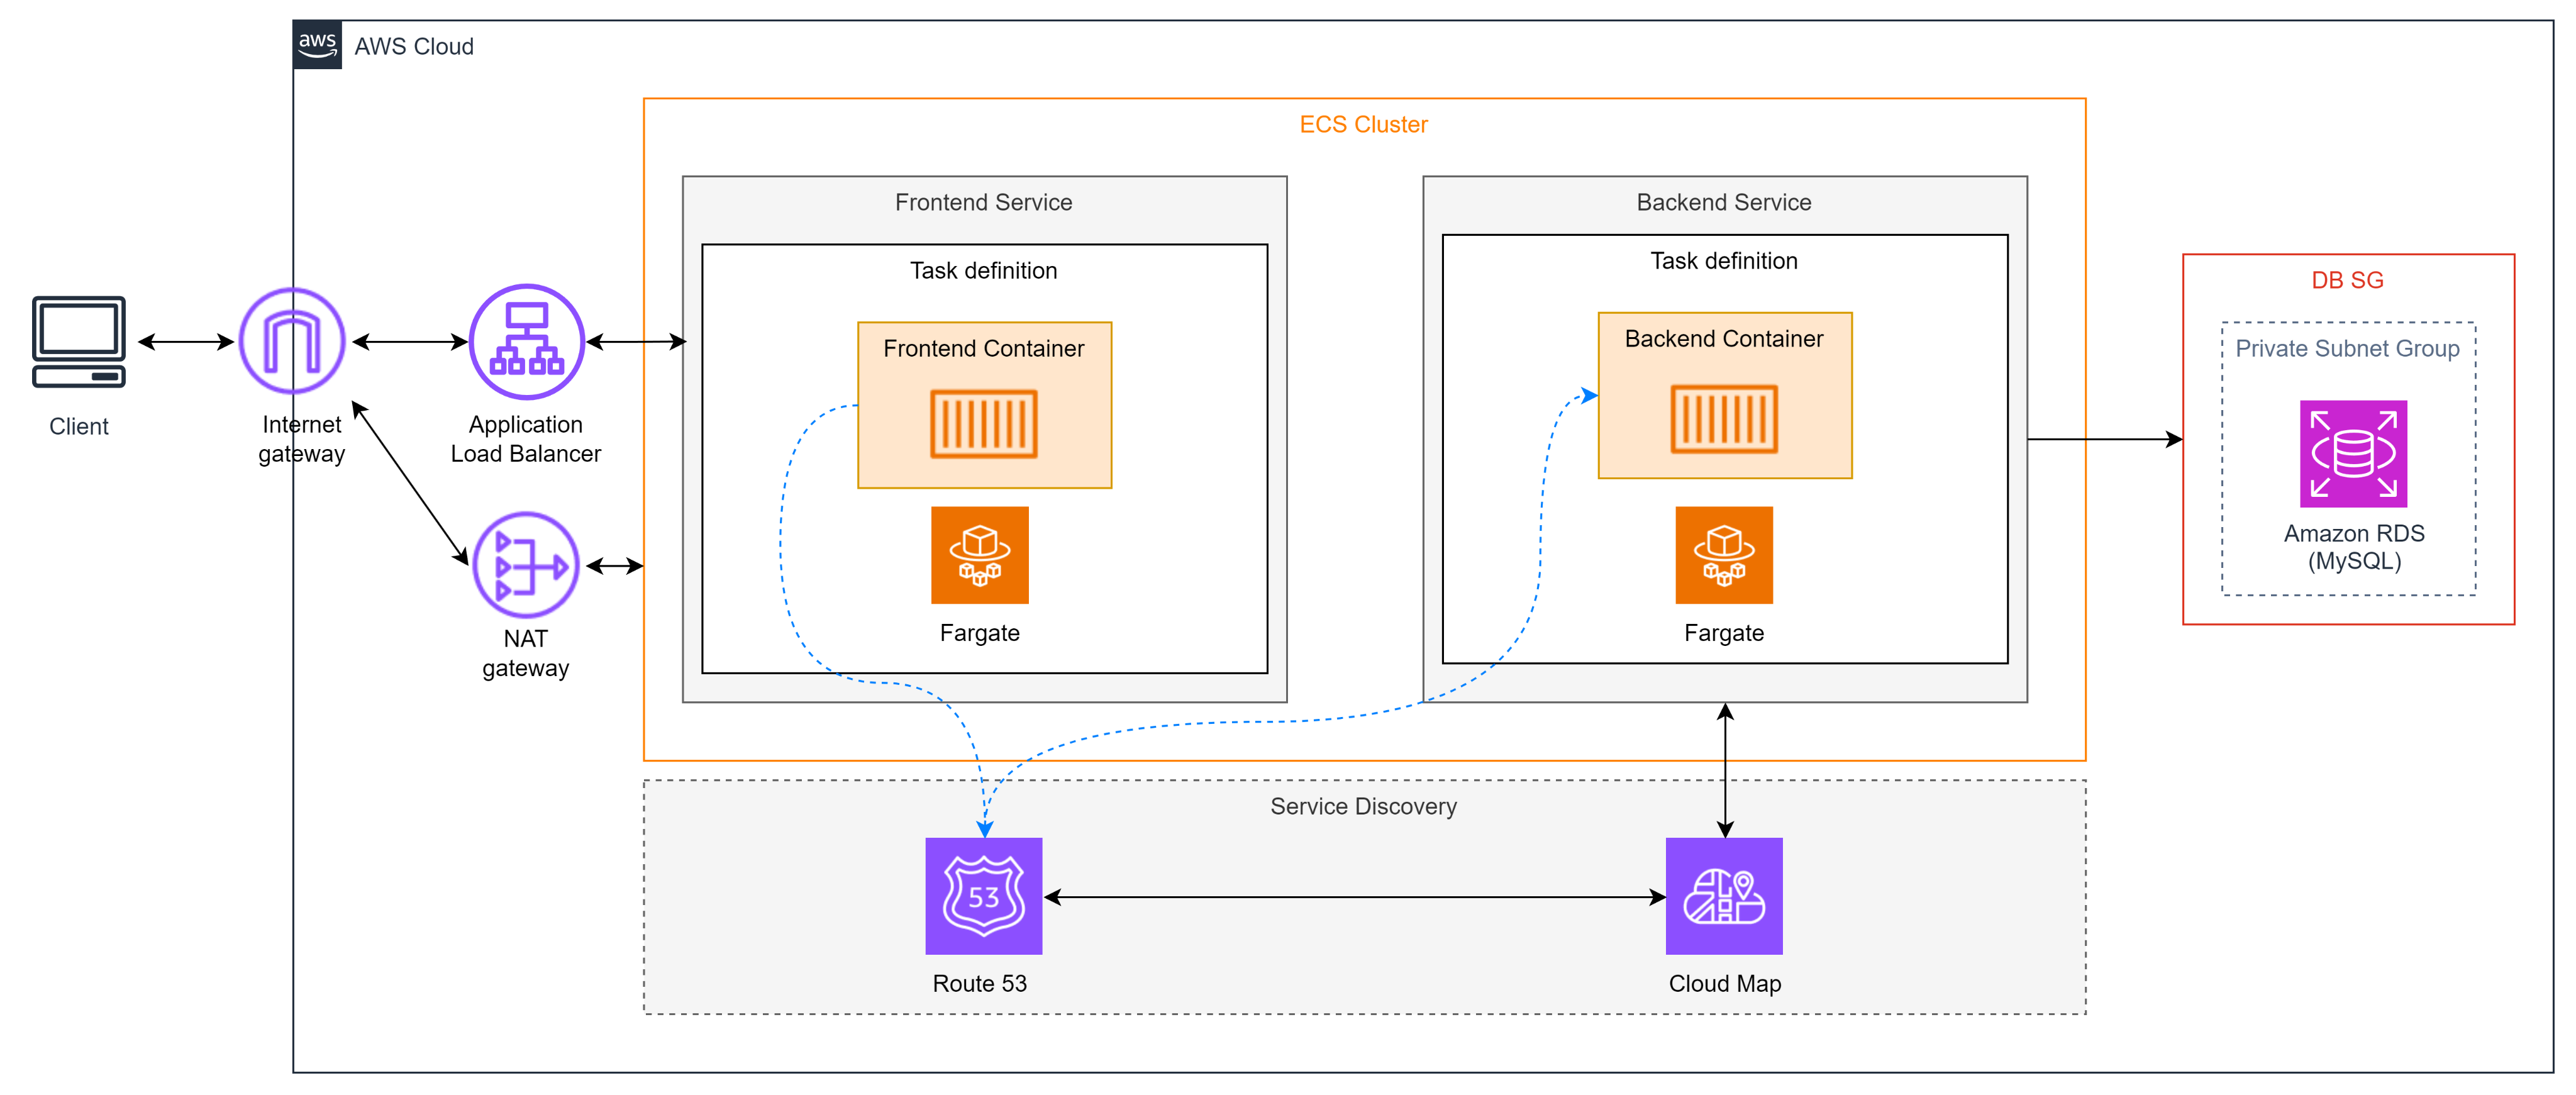 aws
AWS Cloud
ECS Cluster
Frontend Service
Task definition
Frontend Container
Fargate
Backend Service
Task definition
Backend Container
Fargate
DB SG
Private Subnet Group
Amazon RDS
(MySQL)
Client
Internet
gateway
Application
Load Balancer
NAT
gateway
Service Discovery
53
Route 53
Cloud Map